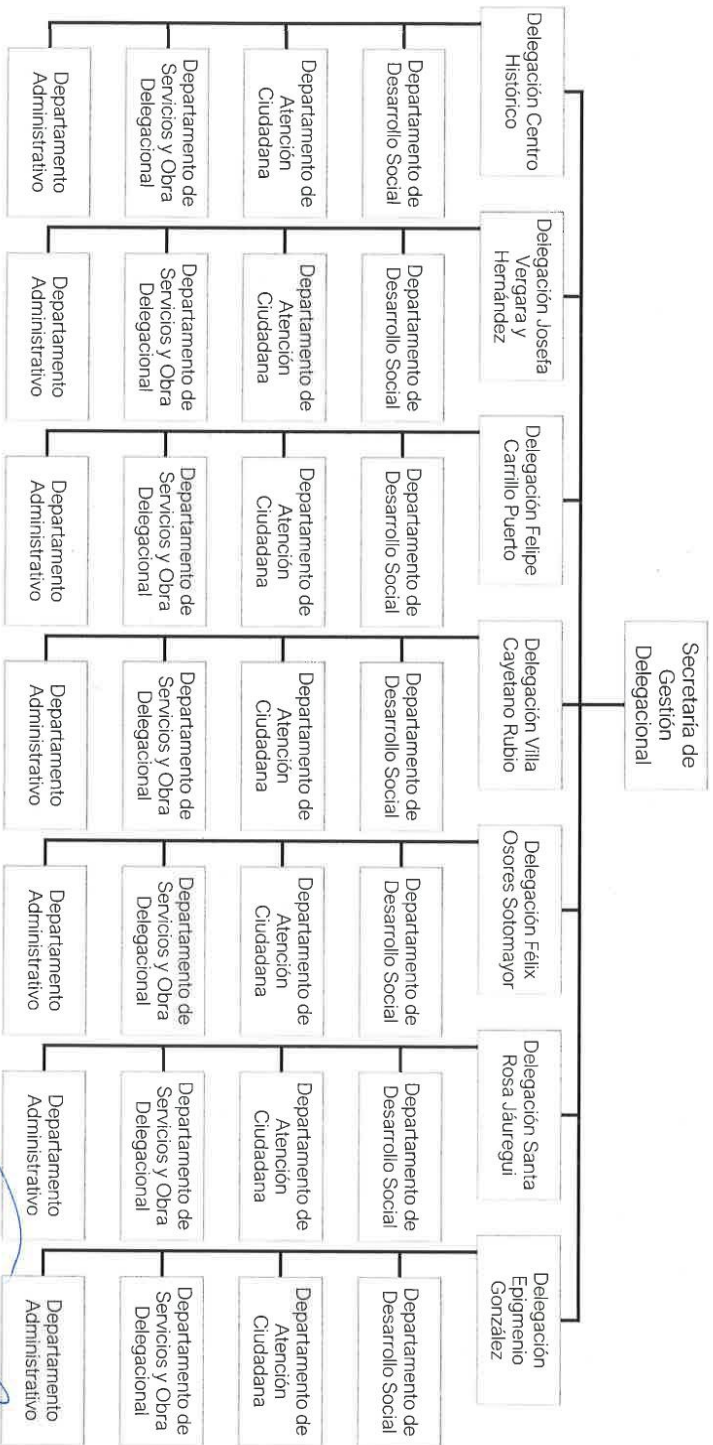 Secretaría de
Gestión
Delegacional
Delegación Centro
Histórico
Departamento de
Desarrollo Social
Departamento de
Atención
Ciudadana
Departamento de
Servicios y Obra
Delegacional
Departamento
Administrativo
Delegación Josefa
Vergara y
Hernández
Departamento de
Desarrollo Social
Departamento de
Atención
Ciudadana
Departamento de
Servicios y Obra
Delegacional
Departamento
Administrativo
Delegación Felipe
Carrillo Puerto
Departamento de
Desarrollo Social
Departamento de
Atención
Ciudadana
Departamento de
Servicios y Obra
Delegacional
Departamento
Administrativo
Delegación Villa
Cayetano Rubio
Departamento de
Desarrollo Social
Departamento de
Atención
Ciudadana
Departamento de
Servicios y Obra
Delegacional
Departamento
Administrativo
Delegación Félix
Osores Sotomayor
Departamento de
Desarrollo Social
Departamento de
Atención
Ciudadana
Departamento de
Servicios y Obra
Delegacional
Departamento
Administrativo
Delegación Santa
Rosa Jáuregui
Departamento de
Desarrollo Social
Departamento de
Atención
Ciudadana
Departamento de
Servicios y Obra
Delegacional
Departamento
Administrativo
Delegación
Epigmenio
González
Departamento de
Desarrollo Social
Departamento de
Atención
Ciudadana
Departamento de
Servicios y Obra
Delegacional
Departamento
Administrativo